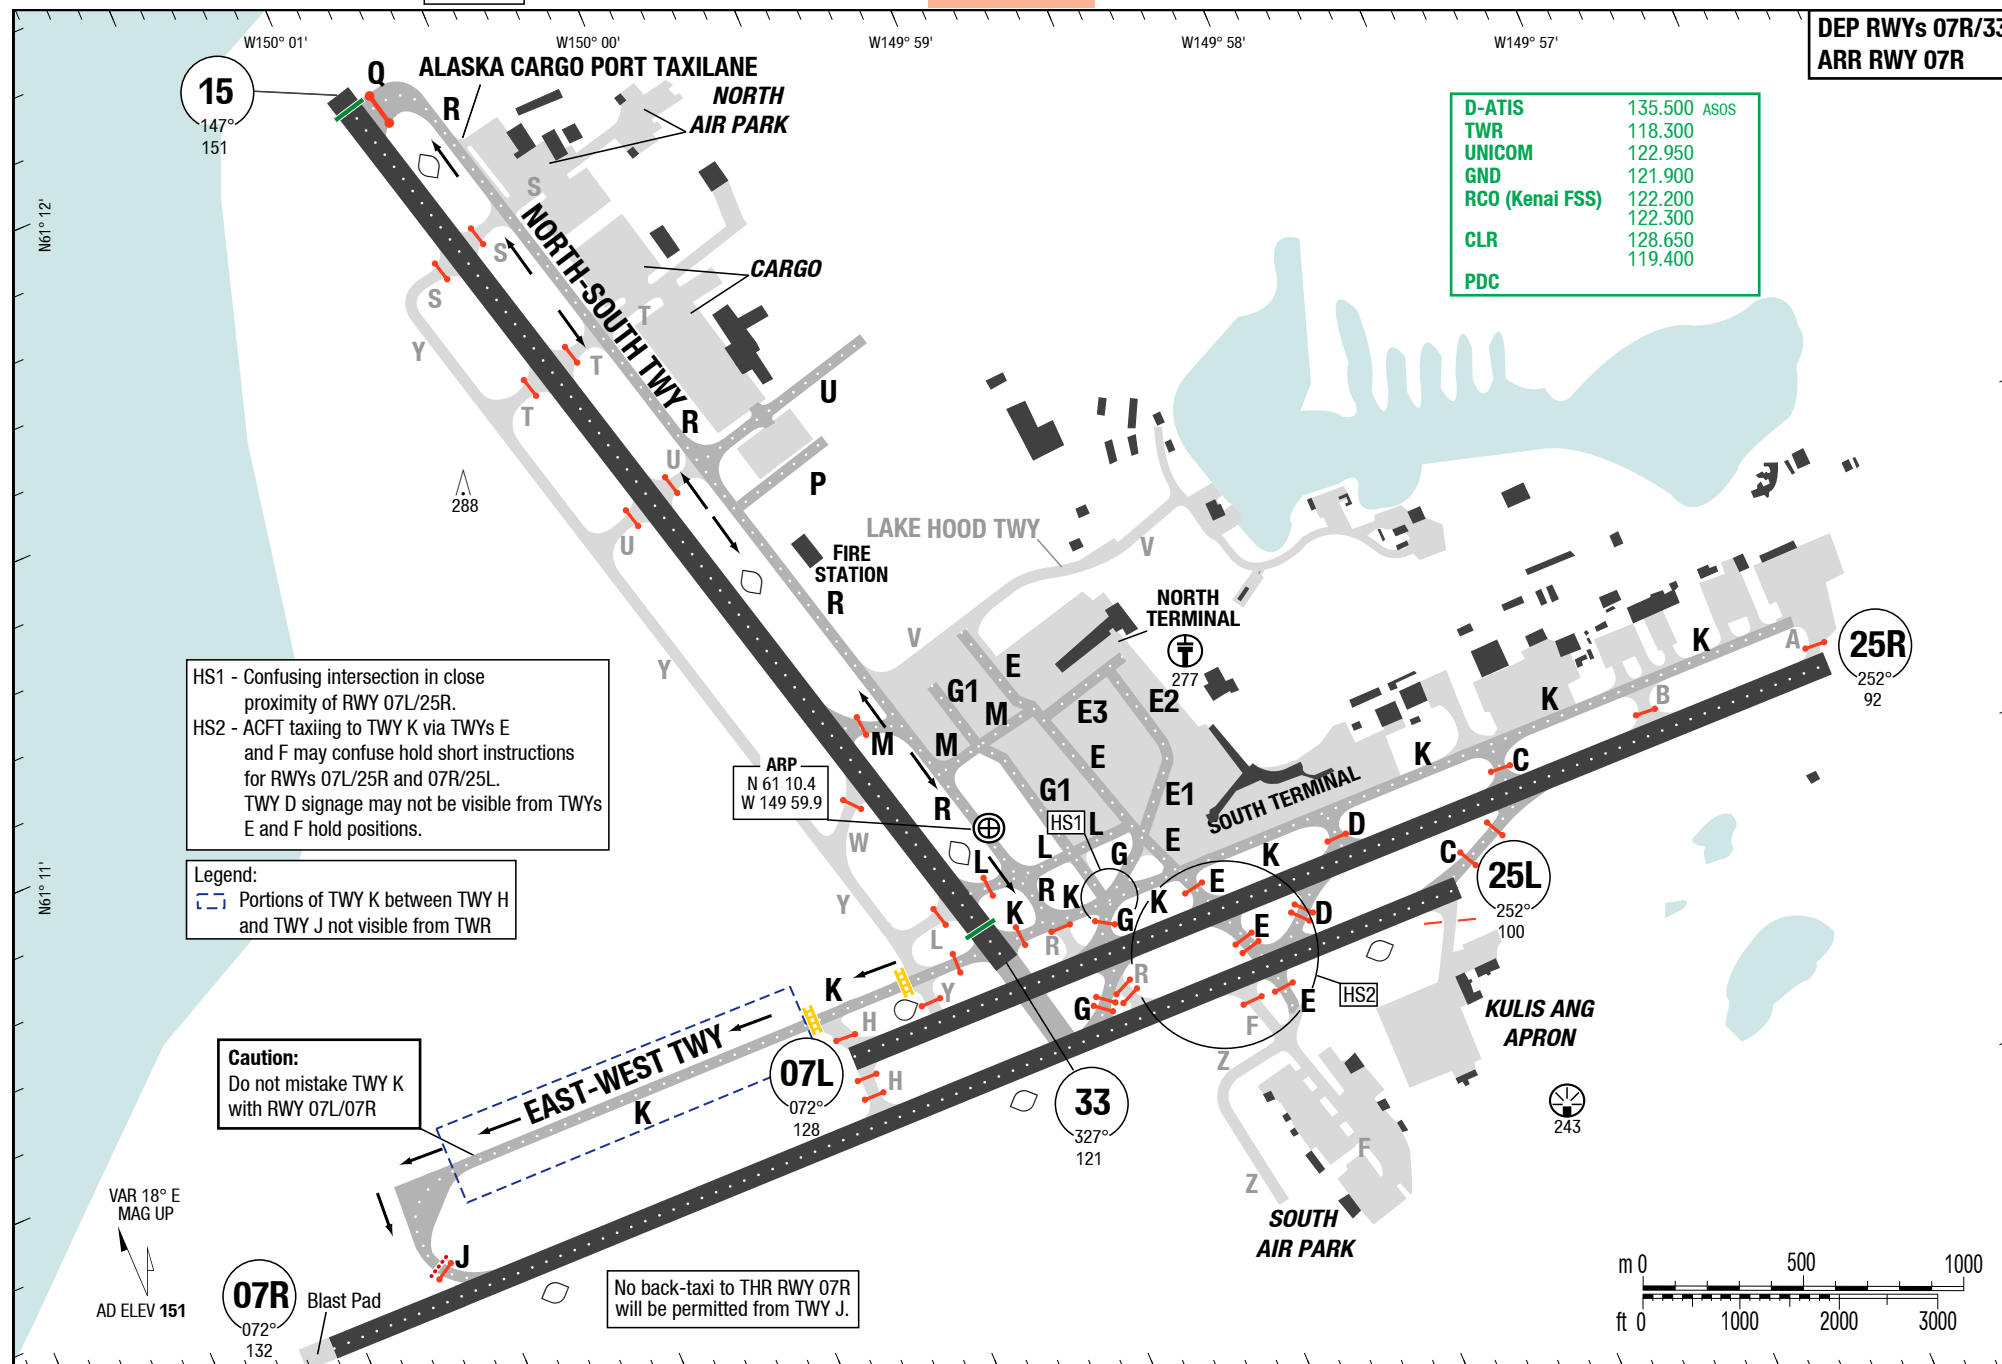 W150° 01'
W150° 00'
W149° 59'
W149° 58'
W149° 57'
DEP RWYs 07R/33
ARR RWY 07R
15
147°
151
Q
ALASKA CARGO PORT TAXILANE
R
NORTH
AIR PARK
D-ATIS 135.500 ASOS
TWR 118.300
UNICOM 122.950
GND 121.900
RCO (Kenai FSS) 122.200
122.300
CLR 128.650
119.400
PDC
N61° 12'
S
S
S
NORTH-SOUTH TWY
CARGO
T
T
T
Y
R
U
U
U
P
288
LAKE HOOD TWY
V
FIRE
STATION
R
V
NORTH
TERMINAL
277
Y
E
G1
M
E3
E2
M
M
E
G1
E1
E
SOUTH TERMINAL
K
K
K
A
B
C
25R
252°
92
HS1 - Confusing intersection in close
proximity of RWY 07L/25R.
HS2 - ACFT taxiing to TWY K via TWYs E
and F may confuse hold short instructions
for RWYs 07L/25R and 07R/25L.
TWY D signage may not be visible from TWYs
E and F hold positions.
ARP
N 61 10.4
W 149 59.9
R
HS1
L
L
L
G
W
Y
L
R
K
K
K
R
G
K
D
E
E
D
C
25L
252°
100
N61° 11'
Legend:
Portions of TWY K between TWY H
and TWY J not visible from TWR
K
Y
H
H
G
R
E
F
HS2
Z
KULIS ANG
APRON
243
Caution:
Do not mistake TWY K
with RWY 07L/07R
EAST-WEST TWY
K
07L
072°
128
33
327°
121
F
Z
SOUTH
AIR PARK
VAR 18° E
MAG UP
AD ELEV 151
J
07R
072°
132
Blast Pad
No back-taxi to THR RWY 07R
will be permitted from TWY J.
m 0 500 1000
ft 0 1000 2000 3000